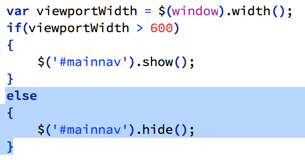 var viewportWidth = $(window).width();
if(viewportWidth > 600)
{
    $('#mainnav').show();
}
else
{
    $('#mainnav').hide();
}